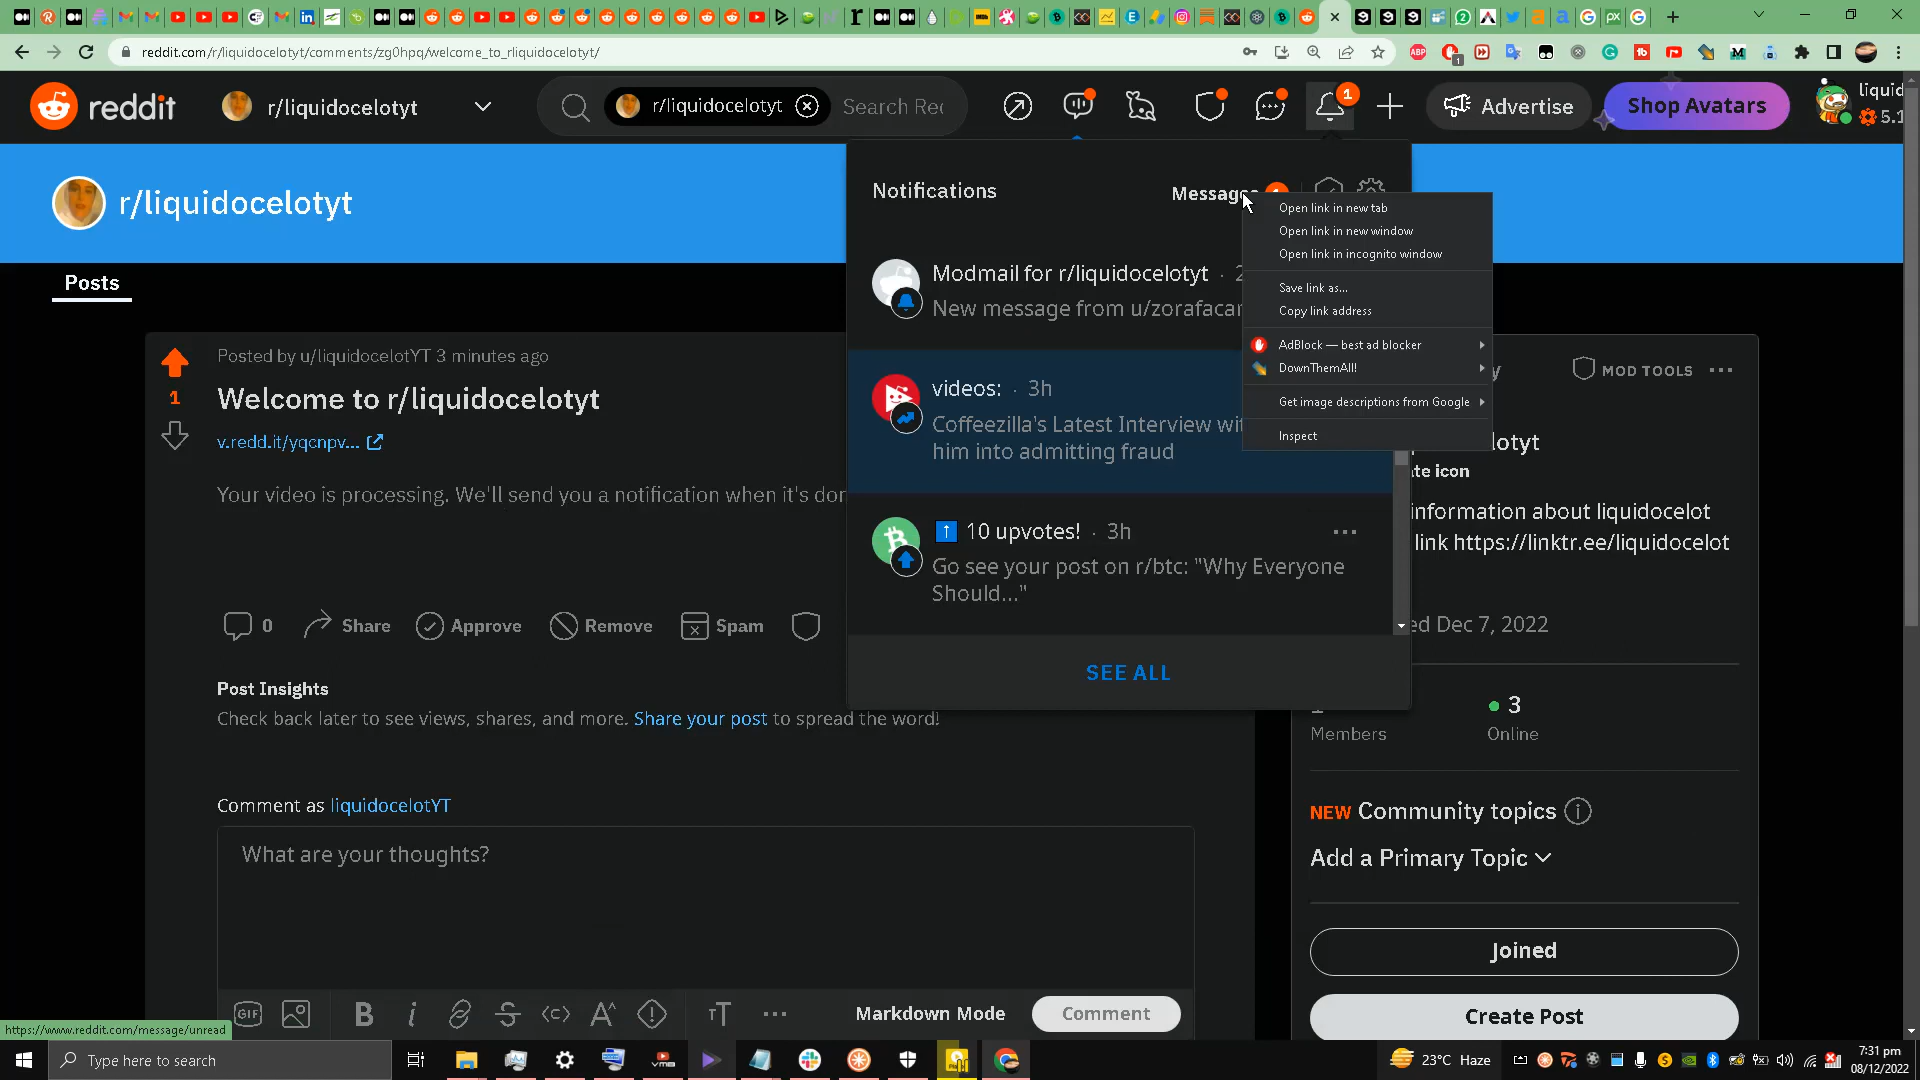 reddit.com/r/liquidocelotyt/comments/zg0hpq/welcome_to_rliquidocelotyt/
reddit
r/liquidocelotyt
r/liquidocelotyt
Search Rec
1
Advertise
Shop Avatars
liquid
5.1
r/liquidocelotyt
Posts
Notifications
Messages
Modmail for r/liquidocelotyt ·
New message from u/zorafacar
videos: · 3h
Coffeezilla's Latest Interview wit
him into admitting fraud
10 upvotes! · 3h
Go see your post on r/btc: "Why Everyone
Should..."
SEE ALL
Open link in new tab
Open link in new window
Open link in incognito window
Save link as...
Copy link address
AdBlock — best ad blocker
DownThemAll!
Get image descriptions from Google
Inspect
Posted by u/liquidocelotYT 3 minutes ago
1
Welcome to r/liquidocelotyt
v.redd.it/yqcnpv...
Your video is processing. We'll send you a notification when it's don
0 Share Approve Remove Spam
Post Insights
Check back later to see views, shares, and more. Share your post to spread the word!
Comment as liquidocelotYT
What are your thoughts?
GIF
Markdown Mode
Comment
MOD TOOLS
lotyt
ate icon
information about liquidocelot
link https://linktr.ee/liquidocelot
ed Dec 7, 2022
3
Members
Online
NEW Community topics
Add a Primary Topic
Joined
Create Post
https://www.reddit.com/message/unread
Type here to search
23°C Haze
7:31 pm
08/12/2022